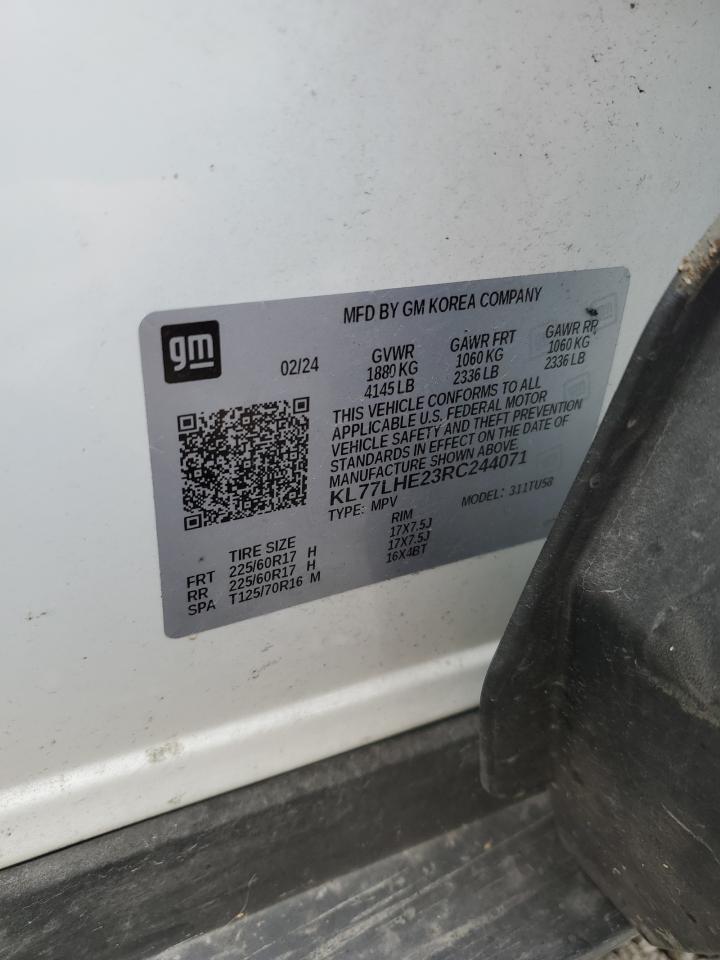 gm
MFD BY GM KOREA COMPANY
02/24
GVWR GAWR FRT GAWR RR
1880 KG 1060 KG 1060 KG
4145 LB 2336 LB 2336 LB
THIS VEHICLE CONFORMS TO ALL
APPLICABLE U.S. FEDERAL MOTOR
VEHICLE SAFETY AND THEFT PREVENTION
STANDARDS IN EFFECT ON THE DATE OF
MANUFACTURE SHOWN ABOVE.
KL77LHE23RC244071
TYPE: MPV MODEL: 311TU58
TIRE SIZE RIM
FRT 225/60R17 H 17X7.5J
RR 225/60R17 H 17X7.5J
SPA T125/70R16 M 16X4BT